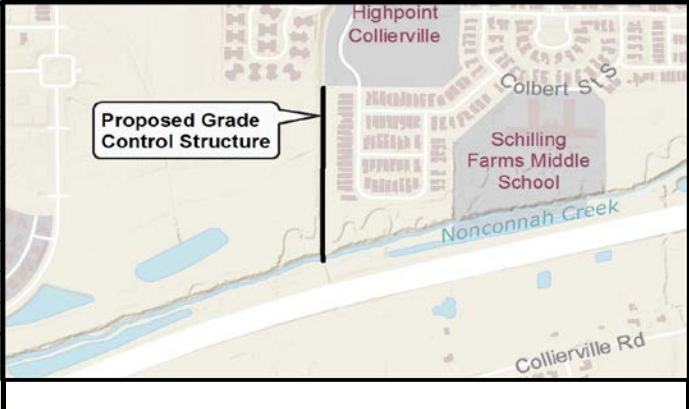 Highpoint
Collierville
Colbert St S
Proposed Grade
Control Structure
Schilling
Farms Middle
School
Nonconnah Creek
Collierville Rd